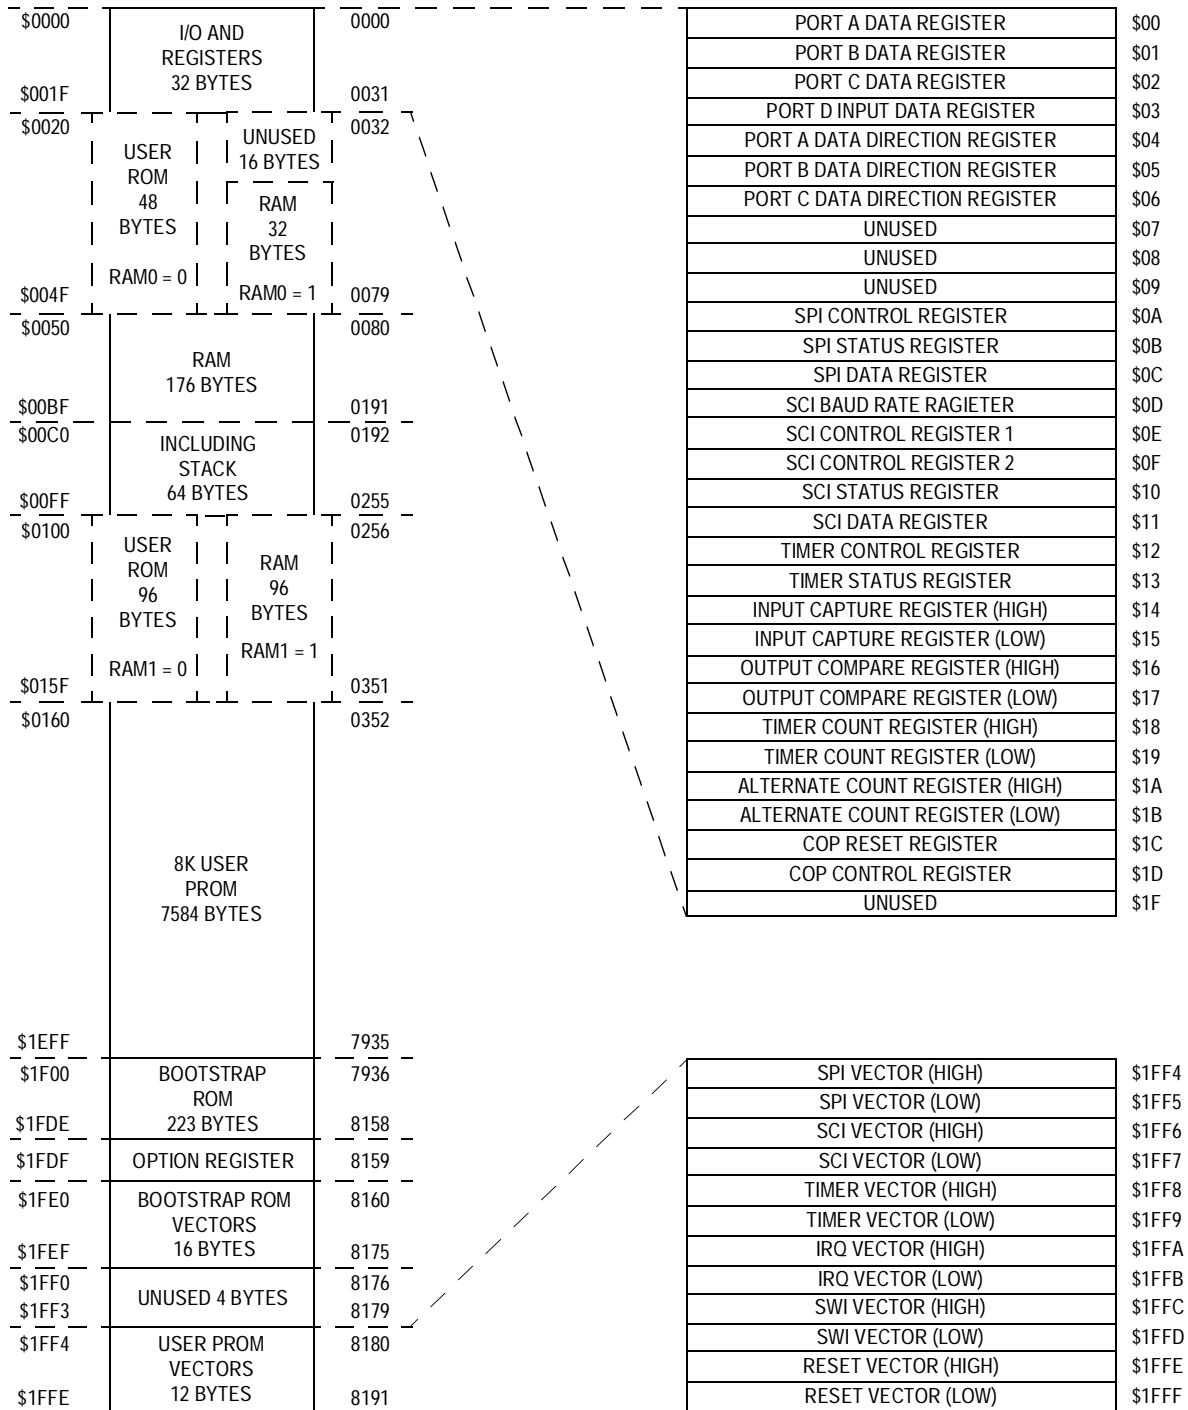 $0000
I/O AND
REGISTERS
32 BYTES
0000
$001F
0031
$0020
0032
USER
ROM
48
BYTES
RAM0 = 0
UNUSED
16 BYTES
RAM
32
BYTES
RAM0 = 1
$004F
0079
$0050
0080
RAM
176 BYTES
$00BF
0191
$00C0
0192
INCLUDING
STACK
64 BYTES
$00FF
0255
$0100
0256
USER
ROM
96
BYTES
RAM1 = 0
RAM
96
BYTES
RAM1 = 1
$015F
0351
$0160
0352
8K USER
PROM
7584 BYTES
$1EFF
7935
$1F00
7936
BOOTSTRAP
ROM
223 BYTES
$1FDE
8158
$1FDF
OPTION REGISTER
8159
$1FE0
8160
BOOTSTRAP ROM
VECTORS
16 BYTES
$1FEF
8175
$1FF0
8176
UNUSED 4 BYTES
$1FF3
8179
$1FF4
8180
USER PROM
VECTORS
12 BYTES
$1FFE
8191
PORT A DATA REGISTER $00
PORT B DATA REGISTER $01
PORT C DATA REGISTER $02
PORT D INPUT DATA REGISTER $03
PORT A DATA DIRECTION REGISTER $04
PORT B DATA DIRECTION REGISTER $05
PORT C DATA DIRECTION REGISTER $06
UNUSED $07
UNUSED $08
UNUSED $09
SPI CONTROL REGISTER $0A
SPI STATUS REGISTER $0B
SPI DATA REGISTER $0C
SCI BAUD RATE RAGIETER $0D
SCI CONTROL REGISTER 1 $0E
SCI CONTROL REGISTER 2 $0F
SCI STATUS REGISTER $10
SCI DATA REGISTER $11
TIMER CONTROL REGISTER $12
TIMER STATUS REGISTER $13
INPUT CAPTURE REGISTER (HIGH) $14
INPUT CAPTURE REGISTER (LOW) $15
OUTPUT COMPARE REGISTER (HIGH) $16
OUTPUT COMPARE REGISTER (LOW) $17
TIMER COUNT REGISTER (HIGH) $18
TIMER COUNT REGISTER (LOW) $19
ALTERNATE COUNT REGISTER (HIGH) $1A
ALTERNATE COUNT REGISTER (LOW) $1B
COP RESET REGISTER $1C
COP CONTROL REGISTER $1D
UNUSED $1F
SPI VECTOR (HIGH) $1FF4
SPI VECTOR (LOW) $1FF5
SCI VECTOR (HIGH) $1FF6
SCI VECTOR (LOW) $1FF7
TIMER VECTOR (HIGH) $1FF8
TIMER VECTOR (LOW) $1FF9
IRQ VECTOR (HIGH) $1FFA
IRQ VECTOR (LOW) $1FFB
SWI VECTOR (HIGH) $1FFC
SWI VECTOR (LOW) $1FFD
RESET VECTOR (HIGH) $1FFE
RESET VECTOR (LOW) $1FFF